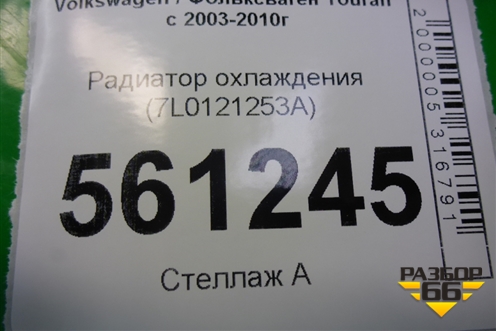 Volkswagen / Фольксваген Touran
с 2003-2010г
Радиатор охлаждения
(7L0121253A)
561245
Стеллаж А
2000005316791
РАЗБОР
66